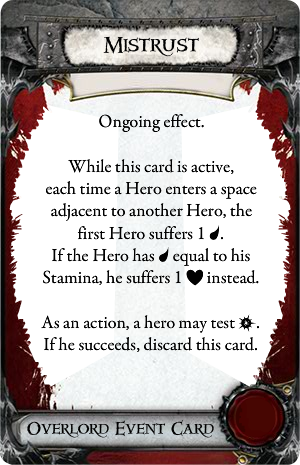 Mistrust
Ongoing effect.
While this card is active,
each time a Hero enters a space
adjacent to another Hero, the
first Hero suffers 1 .
If the Hero has equal to his
Stamina, he suffers 1 instead.
As an action, a hero may test .
If he succeeds, discard this card.
Overlord Event Card